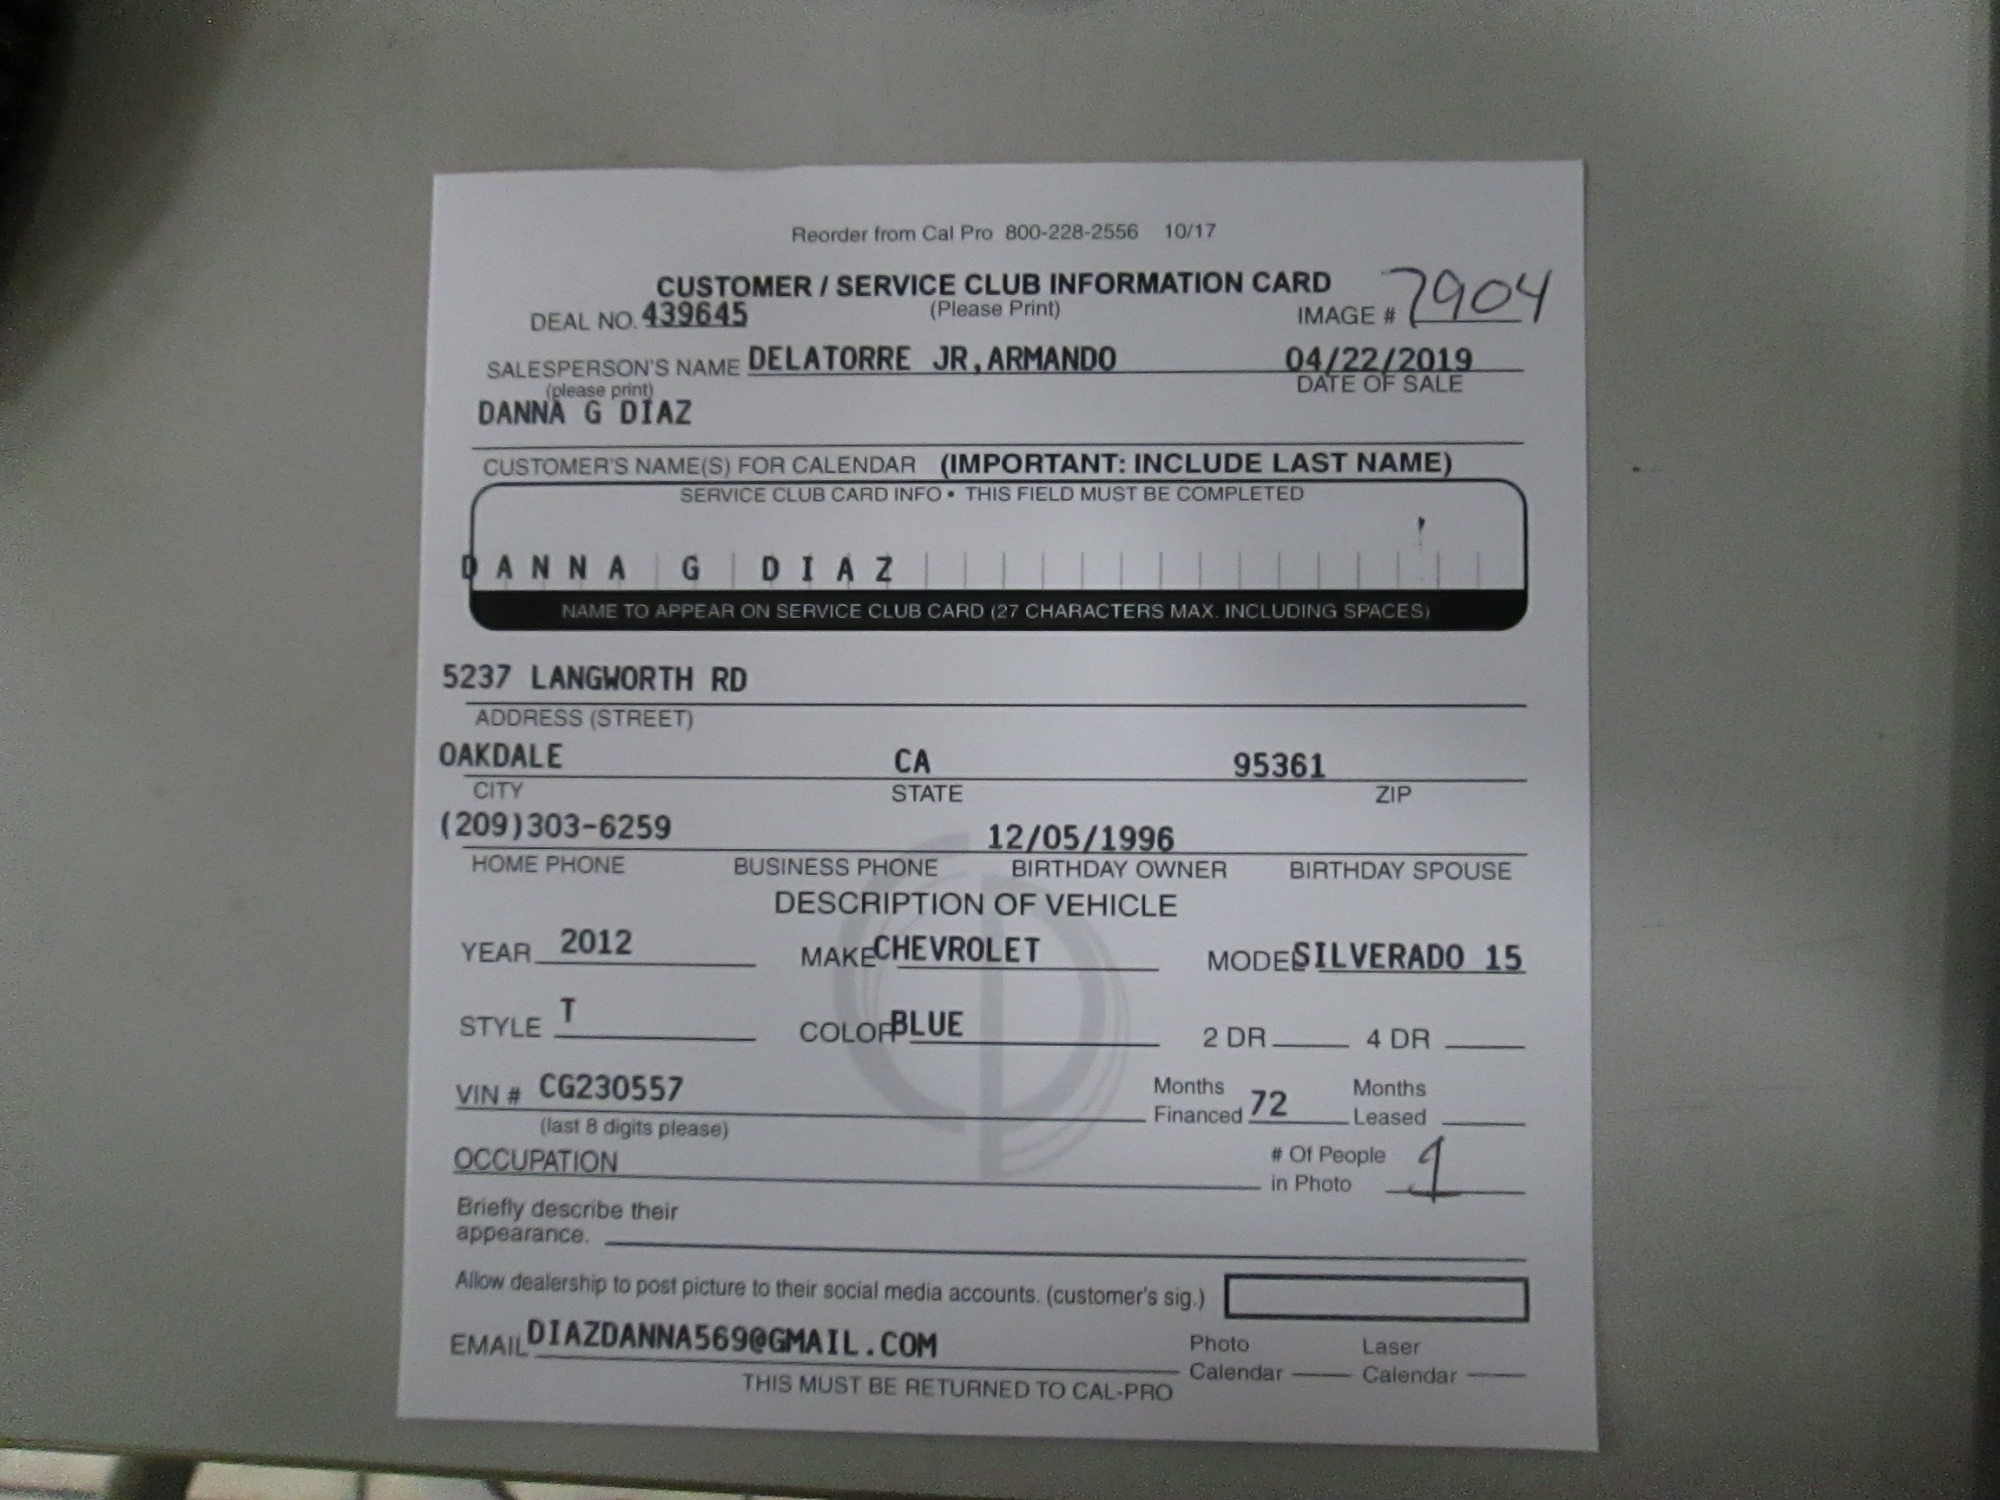 Reorder from Cal Pro 800-228-2556 10/17
CUSTOMER / SERVICE CLUB INFORMATION CARD
DEAL NO. 439645 (Please Print) IMAGE # 7904
SALESPERSON'S NAME DELATORRE JR,ARMANDO 04/22/2019
(please print) DATE OF SALE
DANNA G DIAZ
CUSTOMER'S NAME(S) FOR CALENDAR (IMPORTANT: INCLUDE LAST NAME)
SERVICE CLUB CARD INFO • THIS FIELD MUST BE COMPLETED
DANNA G DIAZ
NAME TO APPEAR ON SERVICE CLUB CARD (27 CHARACTERS MAX. INCLUDING SPACES)
5237 LANGWORTH RD
ADDRESS (STREET)
OAKDALE CA 95361
CITY STATE ZIP
(209)303-6259 12/05/1996
HOME PHONE BUSINESS PHONE BIRTHDAY OWNER BIRTHDAY SPOUSE
DESCRIPTION OF VEHICLE
YEAR 2012 MAKE CHEVROLET MODEL SILVERADO 15
STYLE T COLOR BLUE 2 DR 4 DR
VIN # CG230557 Months Financed 72 Months Leased
(last 8 digits please)
OCCUPATION # Of People in Photo 1
Briefly describe their
appearance.
Allow dealership to post picture to their social media accounts. (customer's sig.)
EMAIL DIAZDANNA569@GMAIL.COM Photo Calendar Laser Calendar
THIS MUST BE RETURNED TO CAL-PRO